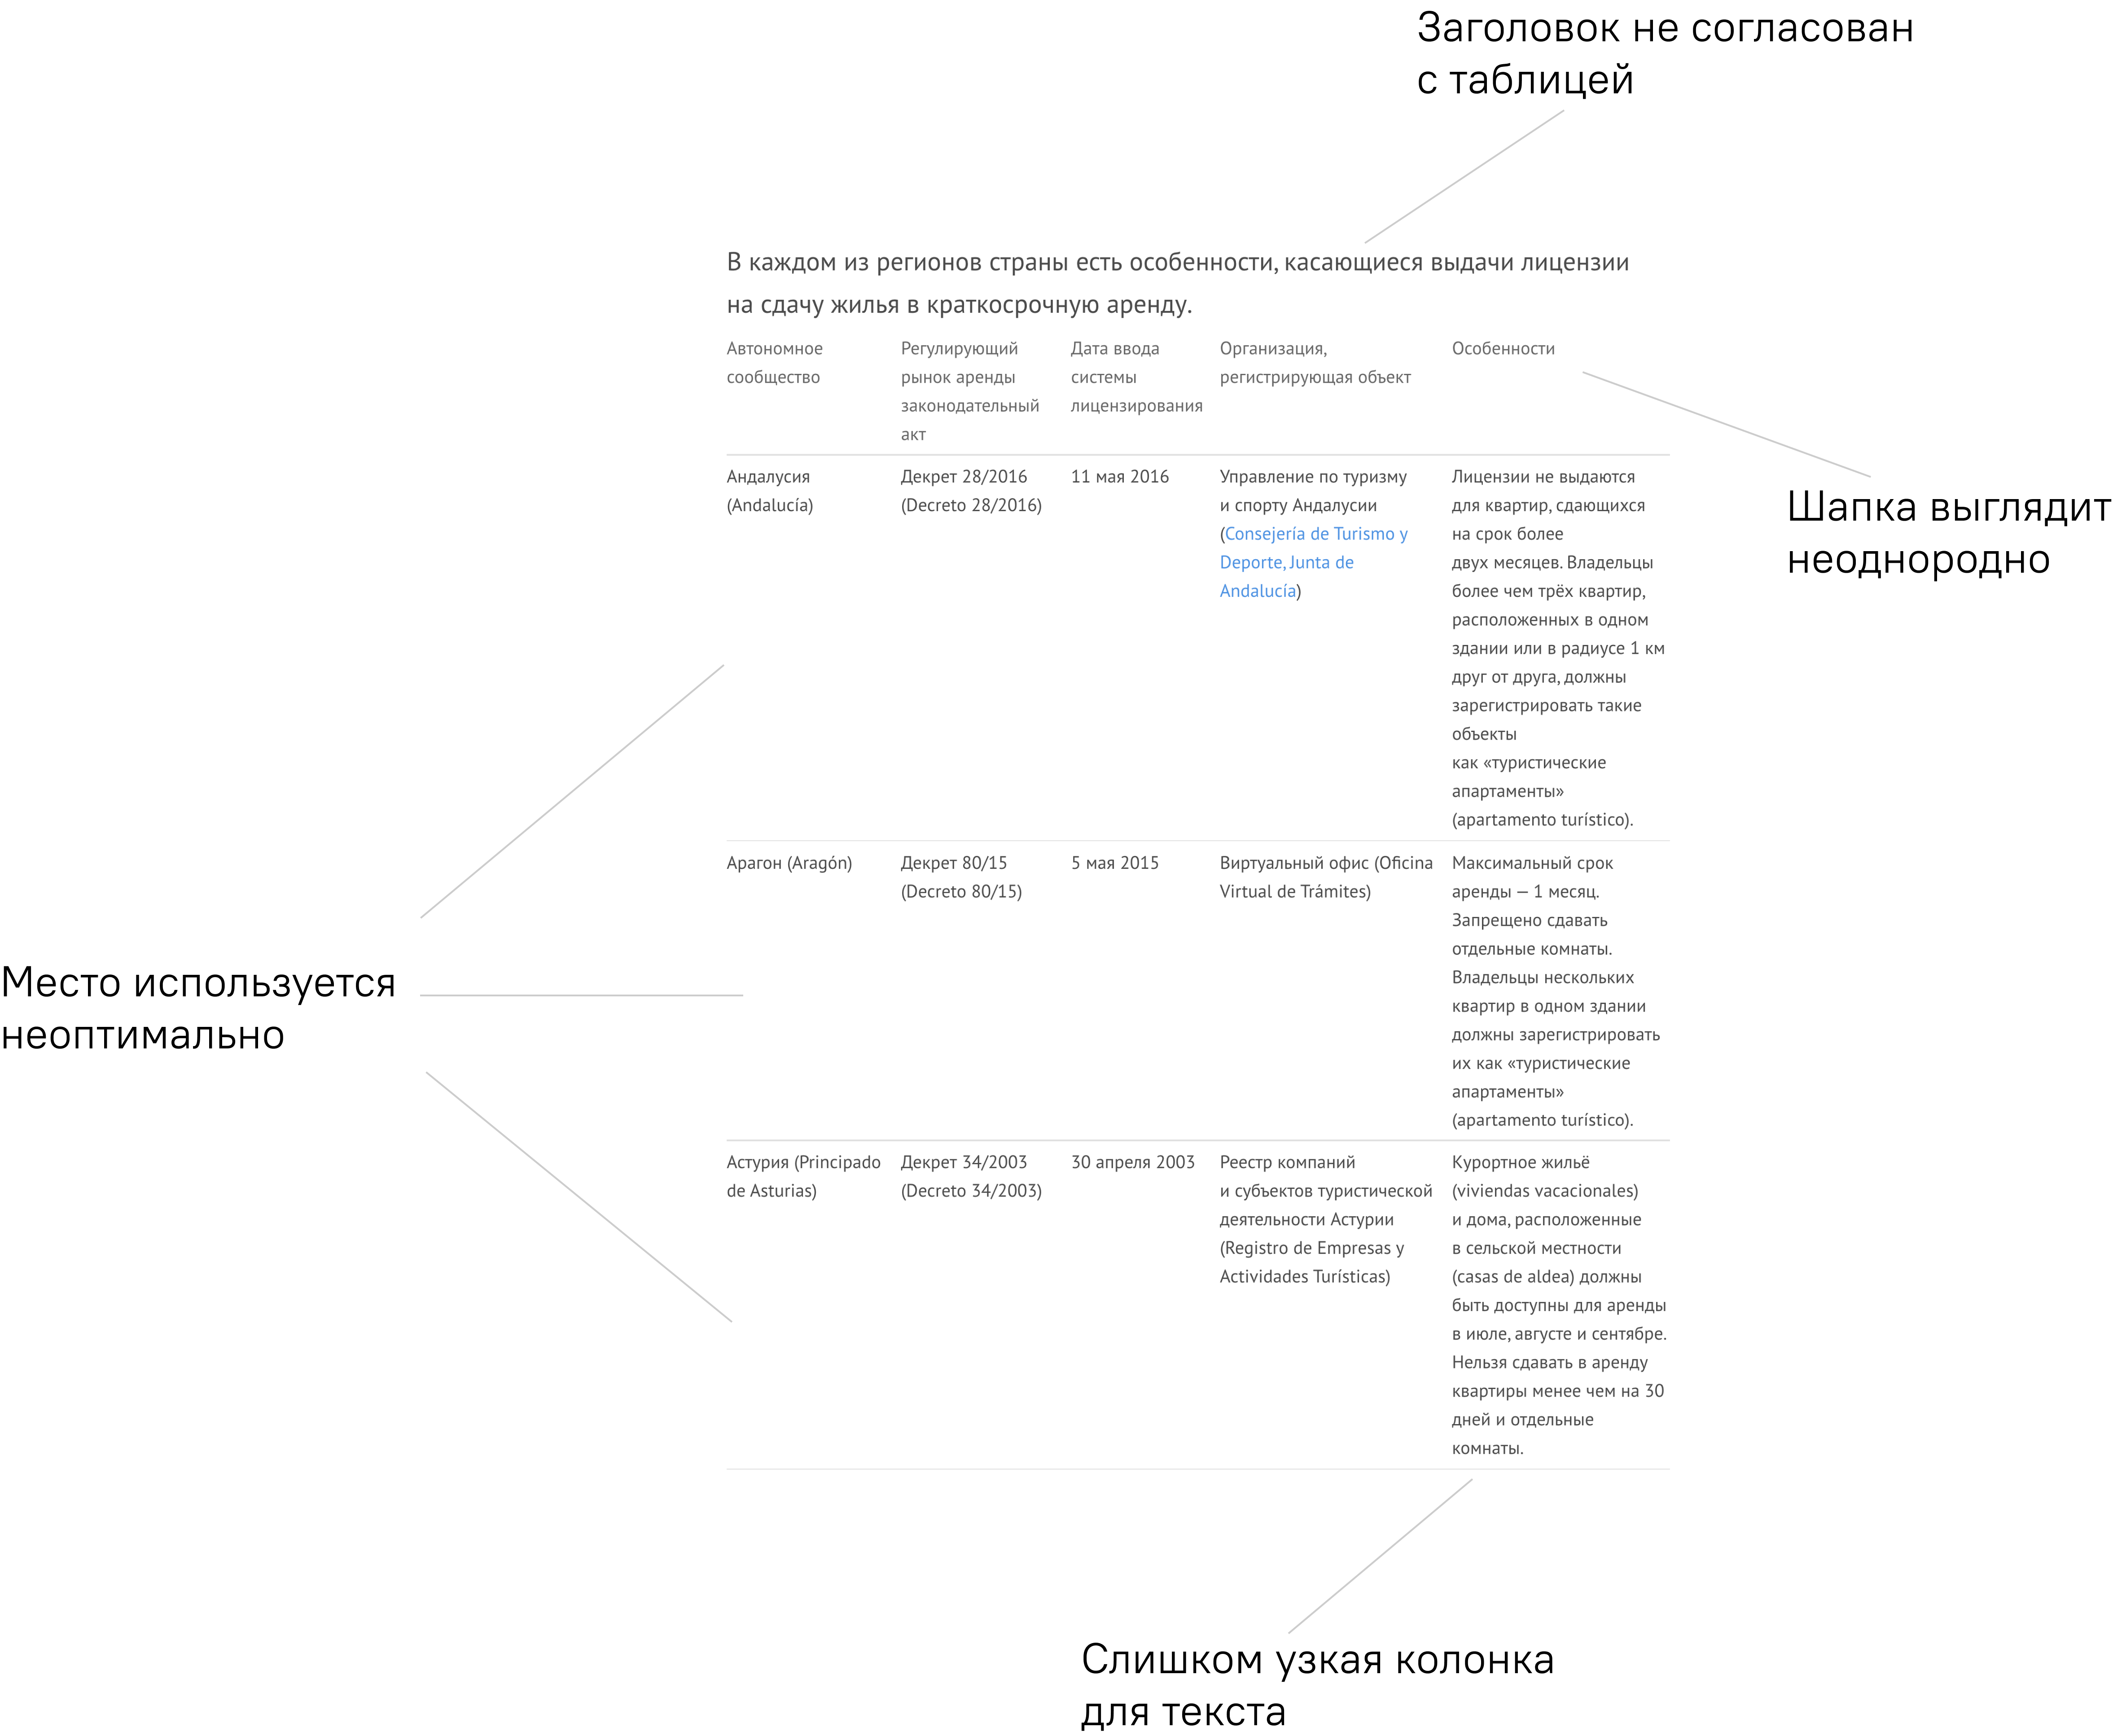 Заголовок не согласован
с таблицей
В каждом из регионов страны есть особенности, касающиеся выдачи лицензии
на сдачу жилья в краткосрочную аренду.
Автономное
сообщество
Регулирующий
рынок аренды
законодательный
акт
Дата ввода
системы
лицензирования
Организация,
регистрирующая объект
Особенности
Шапка выглядит
неоднородно
Андалусия
(Andalucía)
Декрет 28/2016
(Decreto 28/2016)
11 мая 2016
Управление по туризму
и спорту Андалусии
(Consejería de Turismo y
Deporte, Junta de
Andalucía)
Лицензии не выдаются
для квартир, сдающихся
на срок более
двух месяцев. Владельцы
более чем трёх квартир,
расположенных в одном
здании или в радиусе 1 км
друг от друга, должны
зарегистрировать такие
объекты
как «туристические
апартаменты»
(apartamento turístico).
Арагон (Aragón)
Декрет 80/15
(Decreto 80/15)
5 мая 2015
Виртуальный офис (Oficina
Virtual de Trámites)
Максимальный срок
аренды — 1 месяц.
Запрещено сдавать
отдельные комнаты.
Владельцы нескольких
квартир в одном здании
должны зарегистрировать
их как «туристические
апартаменты»
(apartamento turístico).
Место используется
неоптимально
Астурия (Principado
de Asturias)
Декрет 34/2003
(Decreto 34/2003)
30 апреля 2003
Реестр компаний
и субъектов туристической
деятельности Астурии
(Registro de Empresas y
Actividades Turísticas)
Курортное жильё
(viviendas vacacionales)
и дома, расположенные
в сельской местности
(casas de aldea) должны
быть доступны для аренды
в июле, августе и сентябре.
Нельзя сдавать в аренду
квартиры менее чем на 30
дней и отдельные
комнаты.
Слишком узкая колонка
для текста